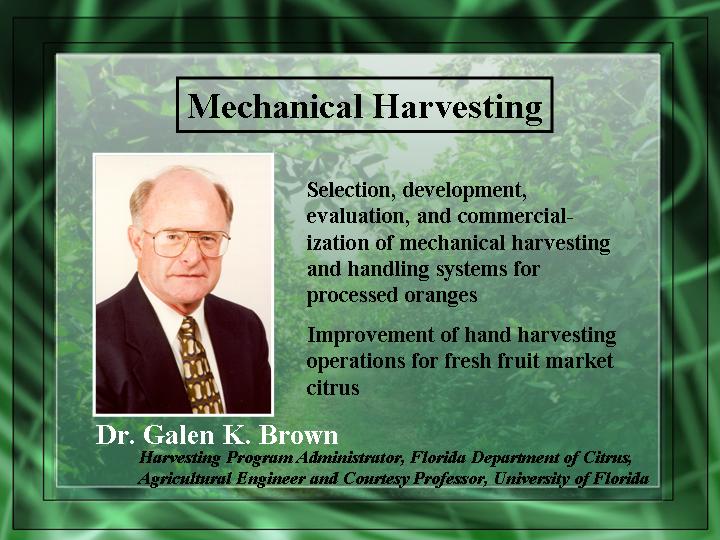 Mechanical Harvesting
Selection, development,
evaluation, and commercial-
ization of mechanical harvesting
and handling systems for
processed oranges
Improvement of hand harvesting
operations for fresh fruit market
citrus
Dr. Galen K. Brown
Harvesting Program Administrator, Florida Department of Citrus,
Agricultural Engineer and Courtesy Professor, University of Florida